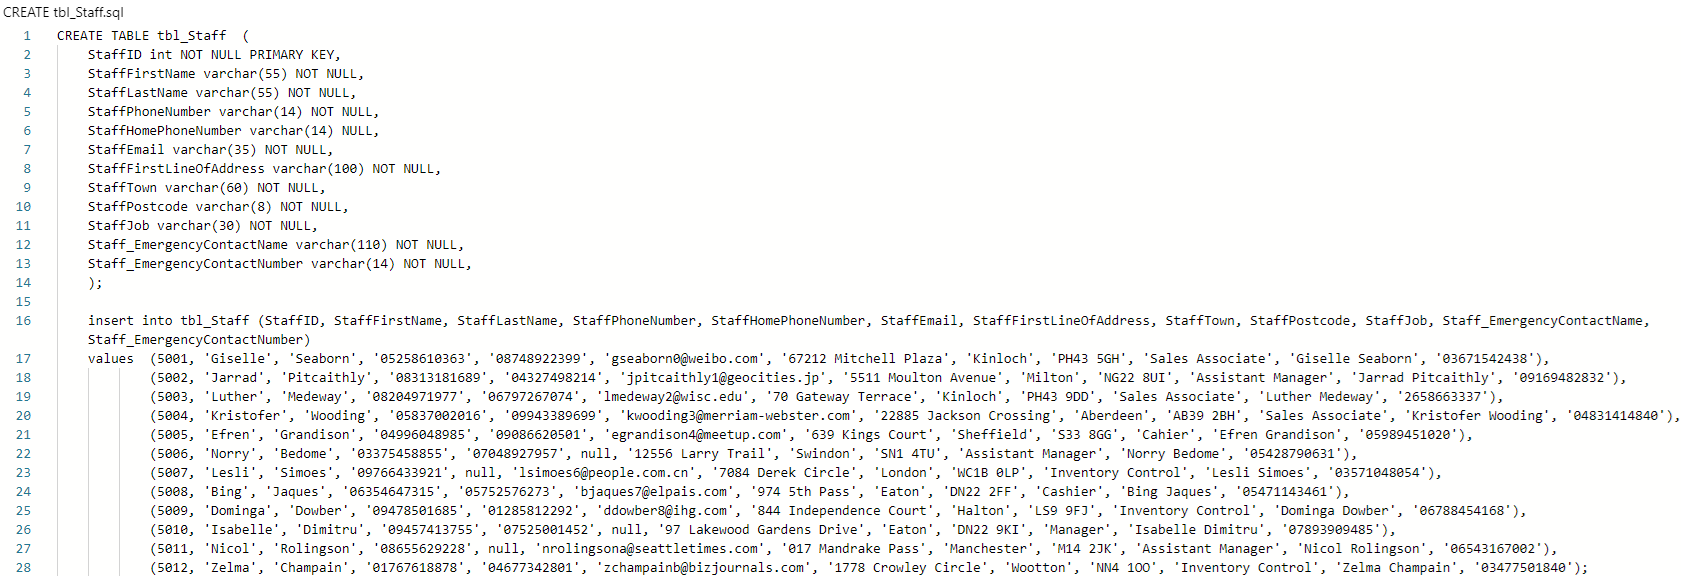 CREATE tbl_Staff.sql
1 CREATE TABLE tbl_Staff  (
2 StaffID int NOT NULL PRIMARY KEY,
3 StaffFirstName varchar(55) NOT NULL,
4 StaffLastName varchar(55) NOT NULL,
5 StaffPhoneNumber varchar(14) NOT NULL,
6 StaffHomePhoneNumber varchar(14) NULL,
7 StaffEmail varchar(35) NOT NULL,
8 StaffFirstLineOfAddress varchar(100) NOT NULL,
9 StaffTown varchar(60) NOT NULL,
10 StaffPostcode varchar(8) NOT NULL,
11 StaffJob varchar(30) NOT NULL,
12 Staff_EmergencyContactName varchar(110) NOT NULL,
13 Staff_EmergencyContactNumber varchar(14) NOT NULL,
14 );
15
16 insert into tbl_Staff (StaffID, StaffFirstName, StaffLastName, StaffPhoneNumber, StaffHomePhoneNumber, StaffEmail, StaffFirstLineOfAddress, StaffTown, StaffPostcode, StaffJob, Staff_EmergencyContactName,
Staff_EmergencyContactNumber)
17 values  (5001, 'Giselle', 'Seaborn', '05258610363', '08748922399', 'gseaborn0@weibo.com', '67212 Mitchell Plaza', 'Kinloch', 'PH43 5GH', 'Sales Associate', 'Giselle Seaborn', '03671542438'),
18 (5002, 'Jarrad', 'Pitcaithly', '08313181689', '04327498214', 'jpitcaithly1@geocities.jp', '5511 Moulton Avenue', 'Milton', 'NG22 8UI', 'Assistant Manager', 'Jarrad Pitcaithly', '09169482832'),
19 (5003, 'Luther', 'Medeway', '08204971977', '06797267074', 'lmedeway2@wisc.edu', '70 Gateway Terrace', 'Kinloch', 'PH43 9DD', 'Sales Associate', 'Luther Medeway', '2658663337'),
20 (5004, 'Kristofer', 'Wooding', '05837002016', '09943389699', 'kwooding3@merriam-webster.com', '22885 Jackson Crossing', 'Aberdeen', 'AB39 2BH', 'Sales Associate', 'Kristofer Wooding', '04831414840'),
21 (5005, 'Efren', 'Grandison', '04996048985', '09086620501', 'egrandison4@meetup.com', '639 Kings Court', 'Sheffield', 'S33 8GG', 'Cahier', 'Efren Grandison', '05989451020'),
22 (5006, 'Norry', 'Bedome', '03375458855', '07048927957', null, '12556 Larry Trail', 'Swindon', 'SN1 4TU', 'Assistant Manager', 'Norry Bedome', '05428790631'),
23 (5007, 'Lesli', 'Simoes', '09766433921', null, 'lsimoes6@people.com.cn', '7084 Derek Circle', 'London', 'WC1B 0LP', 'Inventory Control', 'Lesli Simoes', '03571048054'),
24 (5008, 'Bing', 'Jaques', '06354647315', '05752576273', 'bjaques7@elpais.com', '974 5th Pass', 'Eaton', 'DN22 2FF', 'Cashier', 'Bing Jaques', '05471143461'),
25 (5009, 'Dominga', 'Dowber', '09478501685', '01285812292', 'ddowber8@ihg.com', '844 Independence Court', 'Halton', 'LS9 9FJ', 'Inventory Control', 'Dominga Dowber', '06788454168'),
26 (5010, 'Isabelle', 'Dimitru', '09457413755', '07525001452', null, '97 Lakewood Gardens Drive', 'Eaton', 'DN22 9KI', 'Manager', 'Isabelle Dimitru', '07893909485'),
27 (5011, 'Nicol', 'Rolingson', '08655629228', null, 'nrolingsona@seattletimes.com', '017 Mandrake Pass', 'Manchester', 'M14 2JK', 'Assistant Manager', 'Nicol Rolingson', '06543167002'),
28 (5012, 'Zelma', 'Champain', '01767618878', '04677342801', 'zchampainb@bizjournals.com', '1778 Crowley Circle', 'Wootton', 'NN4 1OO', 'Inventory Control', 'Zelma Champain', '03477501840');